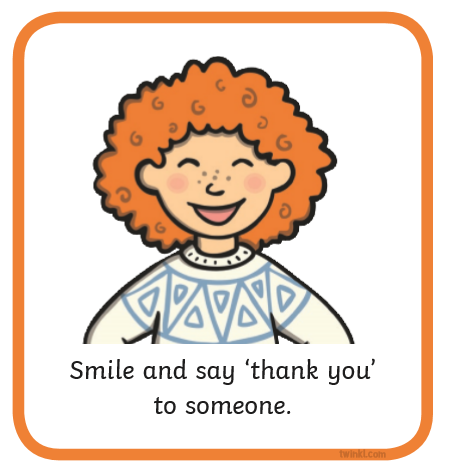 Smile and say ‘thank you’
to someone.
twinkl.com